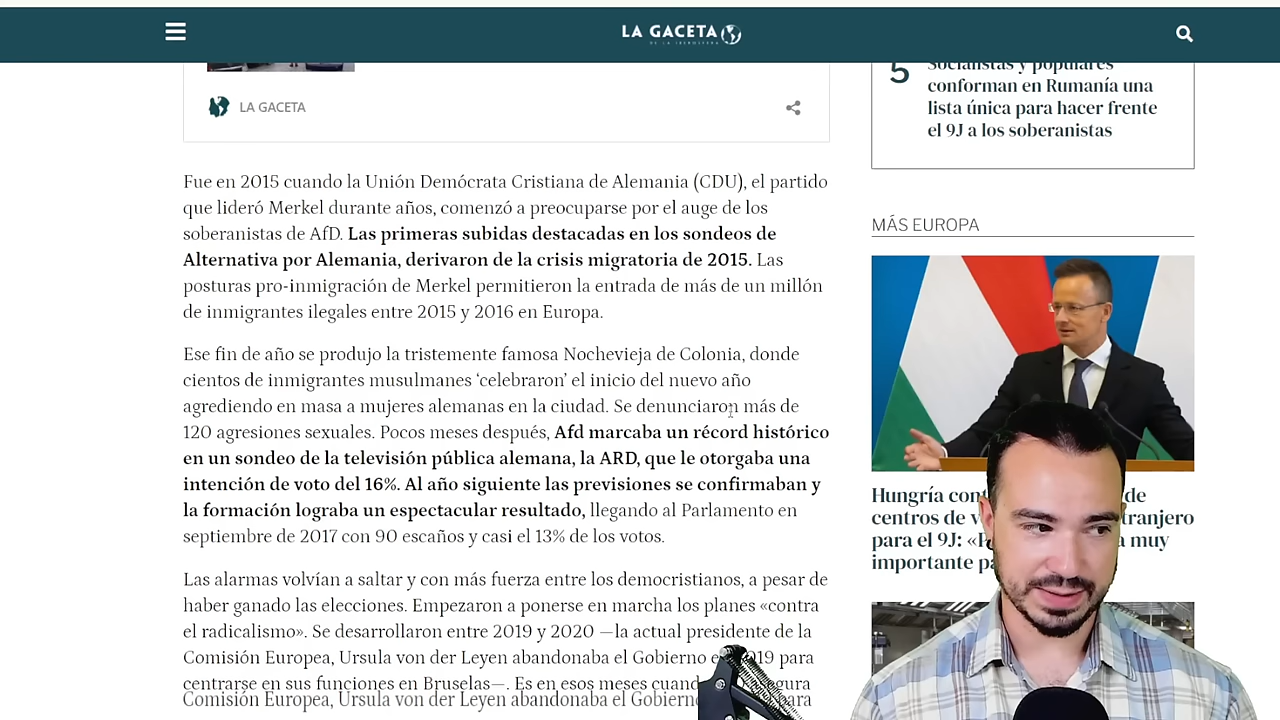 LA GACETA
DE LA IBEROSFERA
LA GACETA
5
Socialistas y populares
conforman en Rumanía una
lista única para hacer frente
el 9J a los soberanistas
Fue en 2015 cuando la Unión Demócrata Cristiana de Alemania (CDU), el partido
que lideró Merkel durante años, comenzó a preocuparse por el auge de los
soberanistas de AfD. Las primeras subidas destacadas en los sondeos de
Alternativa por Alemania, derivaron de la crisis migratoria de 2015. Las
posturas pro-inmigración de Merkel permitieron la entrada de más de un millón
de inmigrantes ilegales entre 2015 y 2016 en Europa.
Ese fin de año se produjo la tristemente famosa Nochevieja de Colonia, donde
cientos de inmigrantes musulmanes ‘celebraron’ el inicio del nuevo año
agrediendo en masa a mujeres alemanas en la ciudad. Se denunciaron más de
120 agresiones sexuales. Pocos meses después, Afd marcaba un récord histórico
en un sondeo de la televisión pública alemana, la ARD, que le otorgaba una
intención de voto del 16%. Al año siguiente las previsiones se confirmaban y
la formación lograba un espectacular resultado, llegando al Parlamento en
septiembre de 2017 con 90 escaños y casi el 13% de los votos.
Las alarmas volvían a saltar y con más fuerza entre los democristianos, a pesar de
haber ganado las elecciones. Empezaron a ponerse en marcha los planes «contra
el radicalismo». Se desarrollaron entre 2019 y 2020 —la actual presidente de la
Comisión Europea, Ursula von der Leyen abandonaba el Gobierno 2019 para
centrarse en sus funciones en Bruselas—. Es en esos meses
Comisión Europea, Ursula von der Leyen abandonaba el para
MÁS EUROPA
Hungría de
centros de
para el 9J: muy
importante